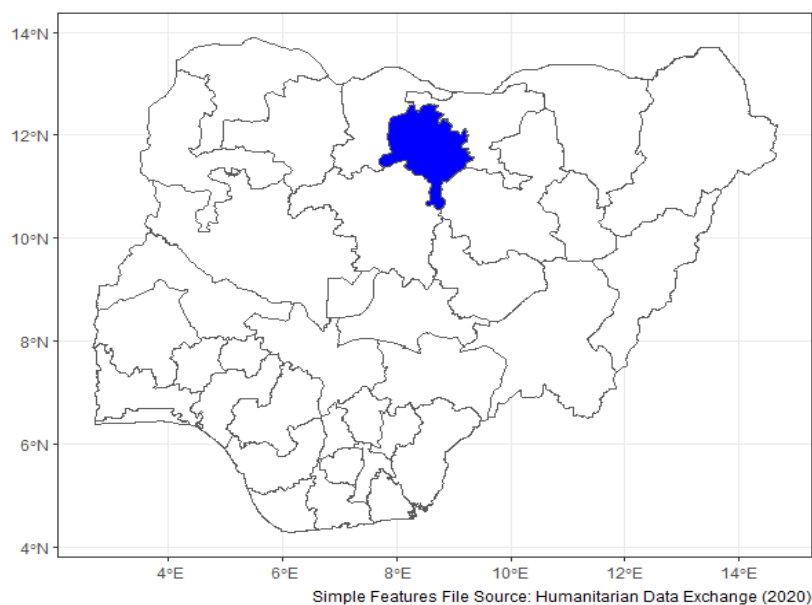 14°N
12°N
10°N
8°N
6°N
4°N
4°E 6°E 8°E 10°E 12°E 14°E
Simple Features File Source: Humanitarian Data Exchange (2020)